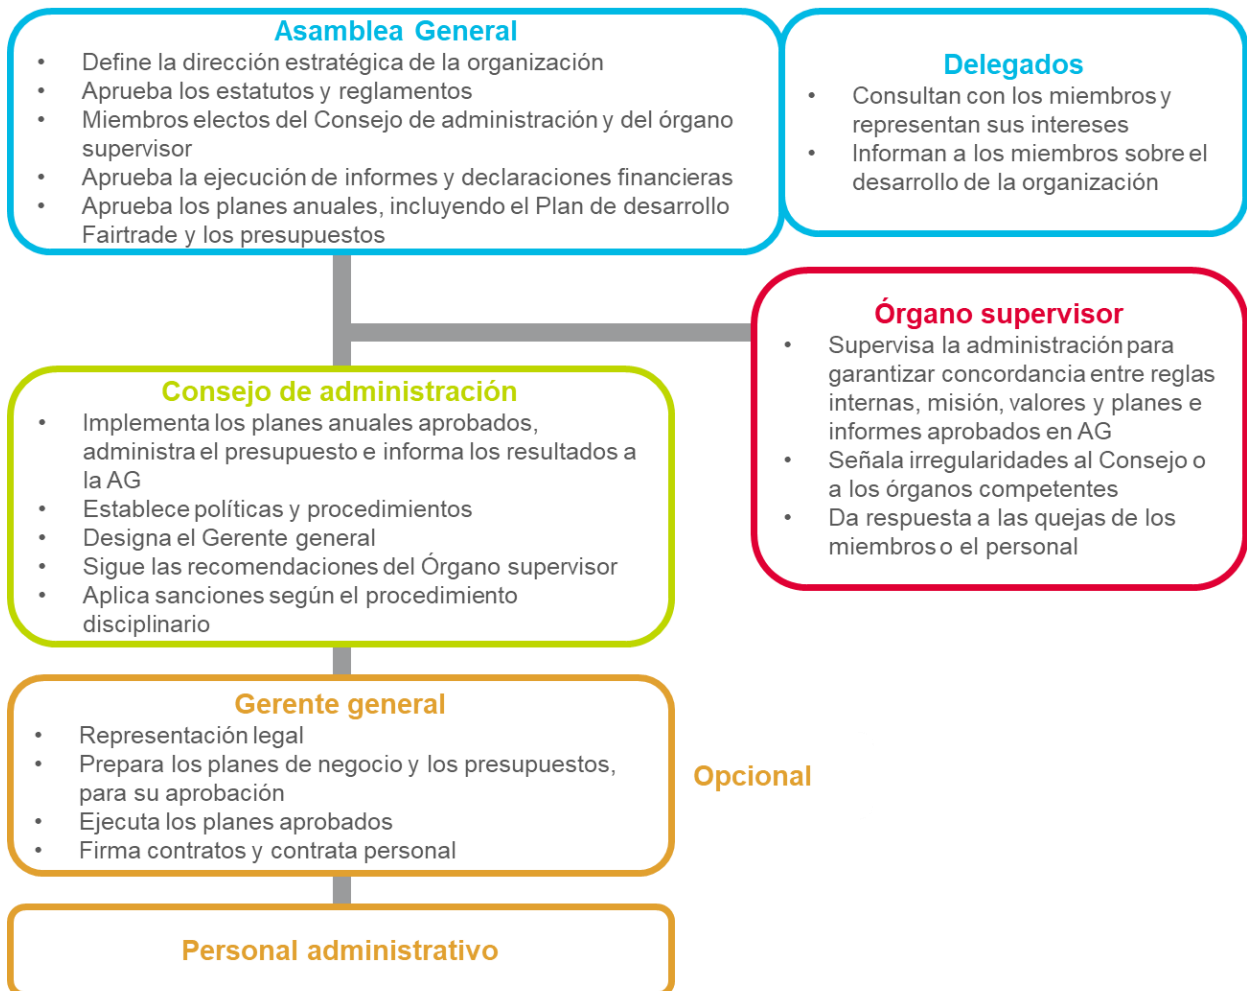 Asamblea General
• Define la dirección estratégica de la organización
• Aprueba los estatutos y reglamentos
• Miembros electos del Consejo de administración y del órgano
supervisor
• Aprueba la ejecución de informes y declaraciones financieras
• Aprueba los planes anuales, incluyendo el Plan de desarrollo
Fairtrade y los presupuestos
Delegados
• Consultan con los miembros y
representan sus intereses
• Informan a los miembros sobre el
desarrollo de la organización
Órgano supervisor
• Supervisa la administración para
garantizar concordancia entre reglas
internas, misión, valores y planes e
informes aprobados en AG
• Señala irregularidades al Consejo o
a los órganos competentes
• Da respuesta a las quejas de los
miembros o el personal
Consejo de administración
• Implementa los planes anuales aprobados,
administra el presupuesto e informa los resultados a
la AG
• Establece políticas y procedimientos
• Designa el Gerente general
• Sigue las recomendaciones del Órgano supervisor
• Aplica sanciones según el procedimiento
disciplinario
Gerente general
• Representación legal
• Prepara los planes de negocio y los presupuestos,
para su aprobación
• Ejecuta los planes aprobados
• Firma contratos y contrata personal
Opcional
Personal administrativo